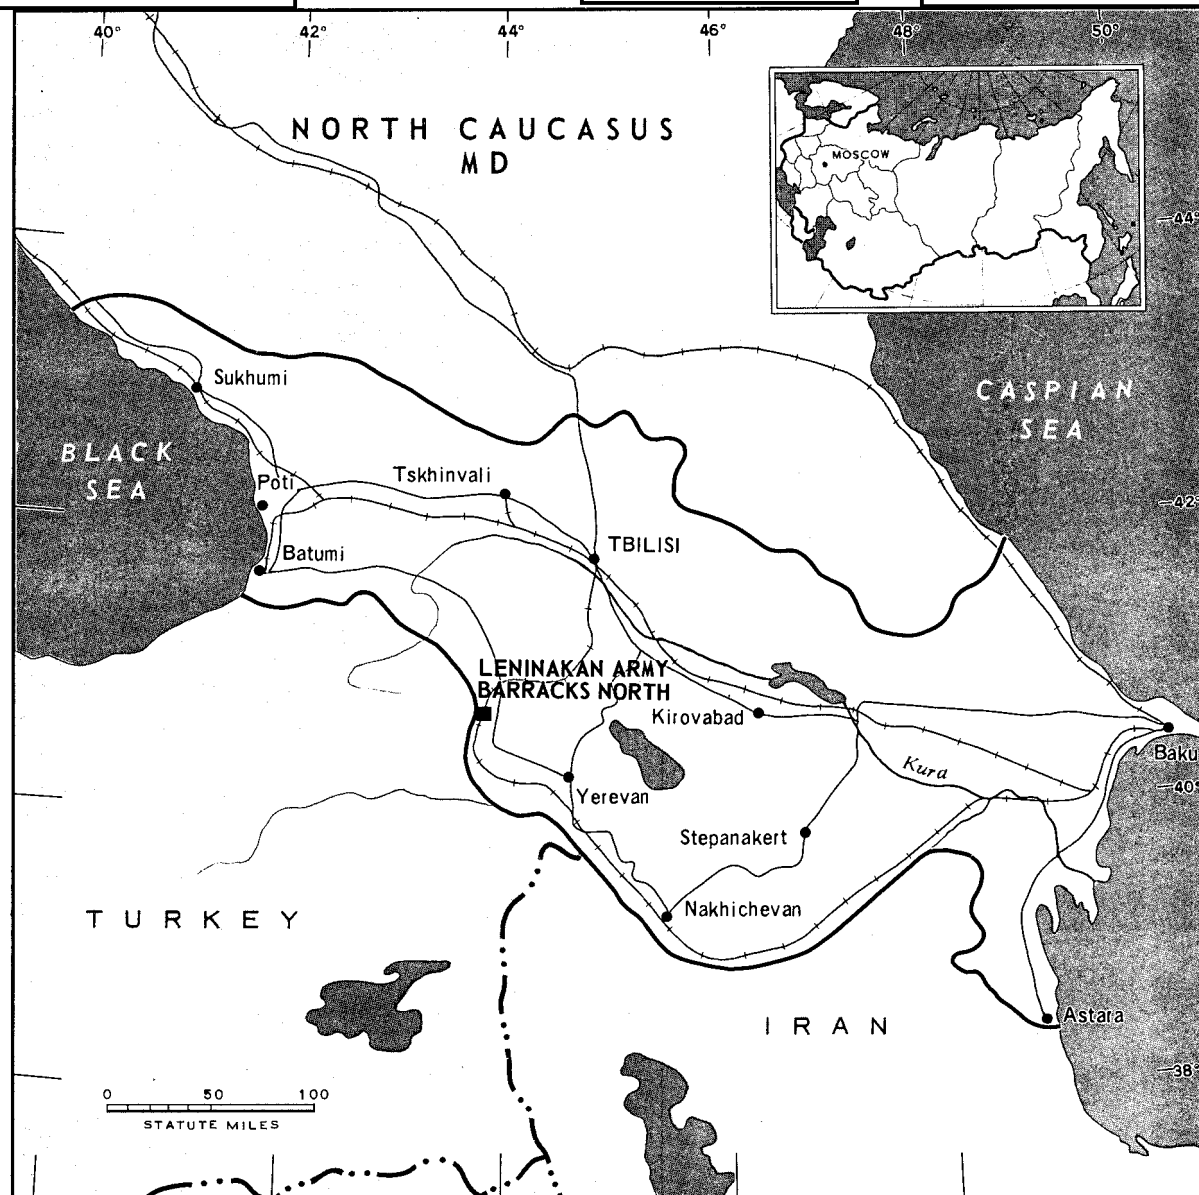 40° 42° 44° 46° 48° 50°
NORTH CAUCASUS
MD
MOSCOW
44°
Sukhumi
CASPIAN
SEA
BLACK
SEA
Tskhinvali
Poti
42°
TBILISI
Batumi
LENINAKAN ARMY
BARRACKS NORTH
Kirovabad
Baku
Kura
40°
Yerevan
Stepanakert
Nakhichevan
TURKEY
IRAN
Astara
38°
0 50 100
STATUTE MILES